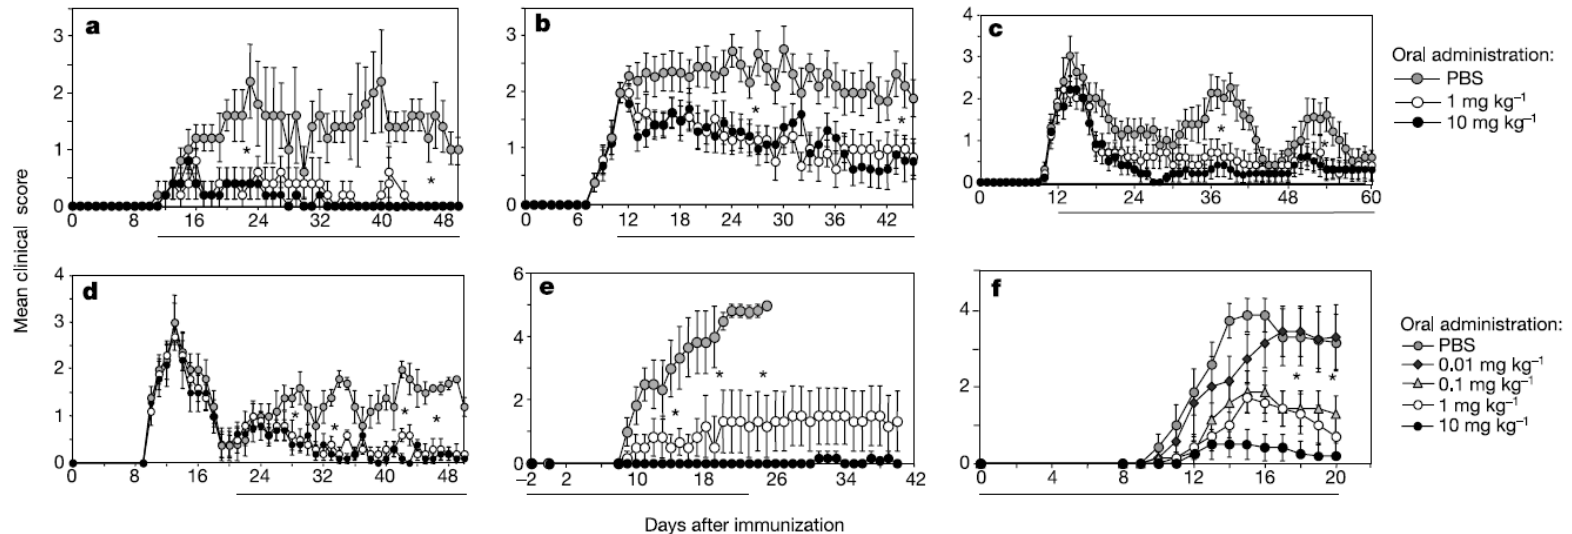 a
3
2
1
0
0 8 16 24 32 40 48
*
*
b
3
2
1
0
0 6 12 18 24 30 36 42
*
*
c
4
3
2
1
0
0 12 24 36 48 60
*
*
Oral administration:
PBS
1 mg kg⁻¹
10 mg kg⁻¹
Mean clinical score
d
4
3
2
1
0
0 8 16 24 32 40 50
*
*
*
*
e
6
4
2
0
−2 2 10 18 26 34 42
*
*
*
f
4
2
0
0 4 8 12 16 20
*
*
Oral administration:
PBS
0.01 mg kg⁻¹
0.1 mg kg⁻¹
1 mg kg⁻¹
10 mg kg⁻¹
Days after immunization